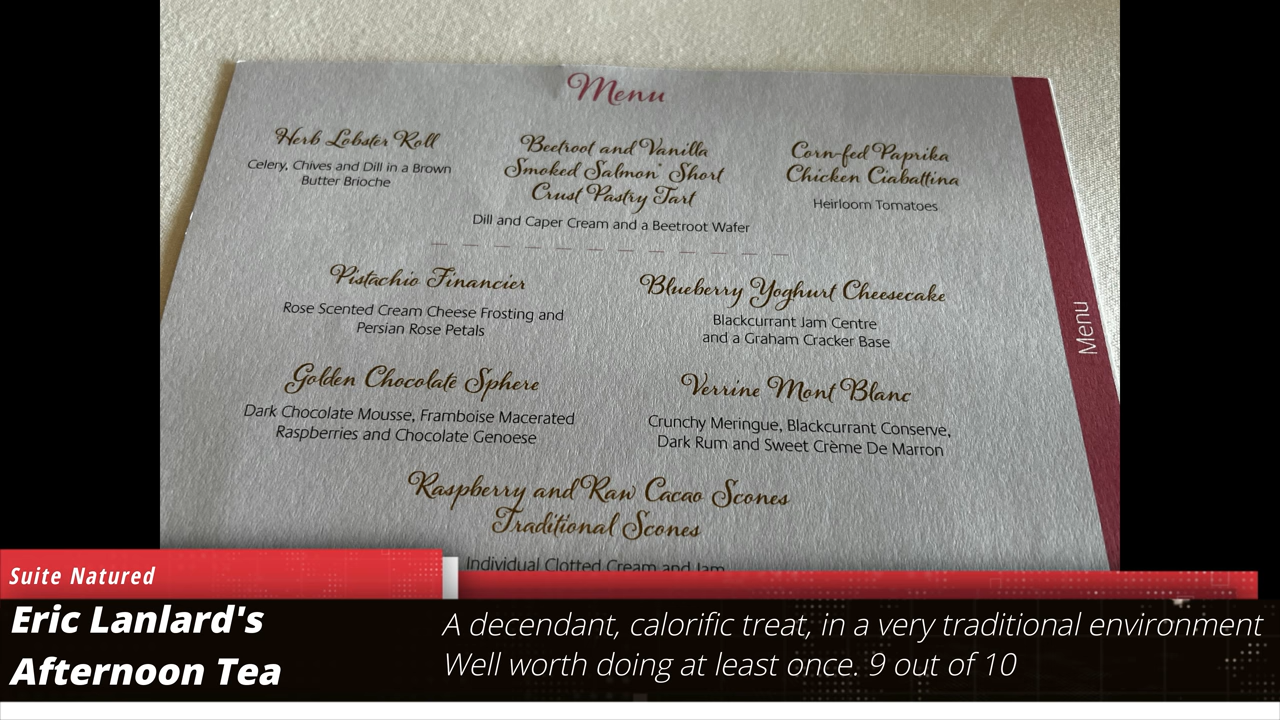 Menu
Herb Lobster Roll
Celery, Chives and Dill in a Brown
Butter Brioche
Beetroot and Vanilla
Smoked Salmon Short
Crust Pastry Tart
Dill and Caper Cream and a Beetroot Wafer
Corn-fed Paprika
Chicken Ciabattina
Heirloom Tomatoes
Pistachio Financier
Rose Scented Cream Cheese Frosting and
Persian Rose Petals
Blueberry Yoghurt Cheesecake
Blackcurrant Jam Centre
and a Graham Cracker Base
Golden Chocolate Sphere
Dark Chocolate Mousse, Framboise Macerated
Raspberries and Chocolate Genoese
Verrine Mont Blanc
Crunchy Meringue, Blackcurrant Conserve,
Dark Rum and Sweet Crème De Marron
Raspberry and Raw Cacao Scones
Traditional Scones
Individual Clotted Cream and Jam
Menu
Suite Natured
Eric Lanlard's
Afternoon Tea
A decendant, calorific treat, in a very traditional environment
Well worth doing at least once. 9 out of 10